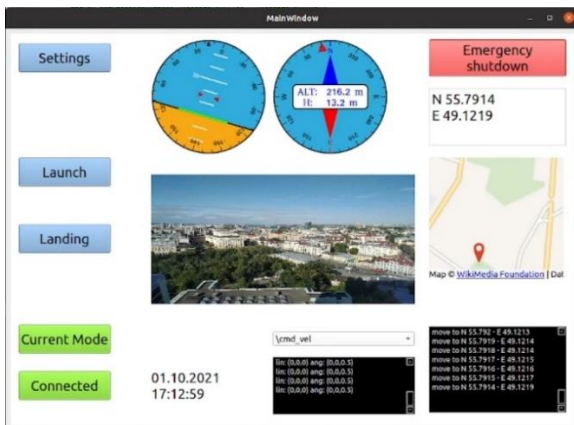 MainWindow
Settings
Emergency
shutdown
ALT: 216.2 m
H: 13.2 m
N 55.7914
E 49.1219
Launch
Landing
Map © WikiMedia Foundation | Dat
Current Mode
\cmd_vel
move to N 55.792 - E 49.1213
move to N 55.7919 - E 49.1214
move to N 55.7918 - E 49.1214
move to N 55.7917 - E 49.1215
move to N 55.7916 - E 49.1216
move to N 55.7915 - E 49.1217
move to N 55.7914 - E 49.1219
Connected
01.10.2021
17:12:59
lin: (0,0,0) ang: (0,0,0.5)
lin: (0,0,0) ang: (0,0,0.5)
lin: (0,0,0) ang: (0,0,0.5)
lin: (0,0,0) ang: (0,0,0.5)